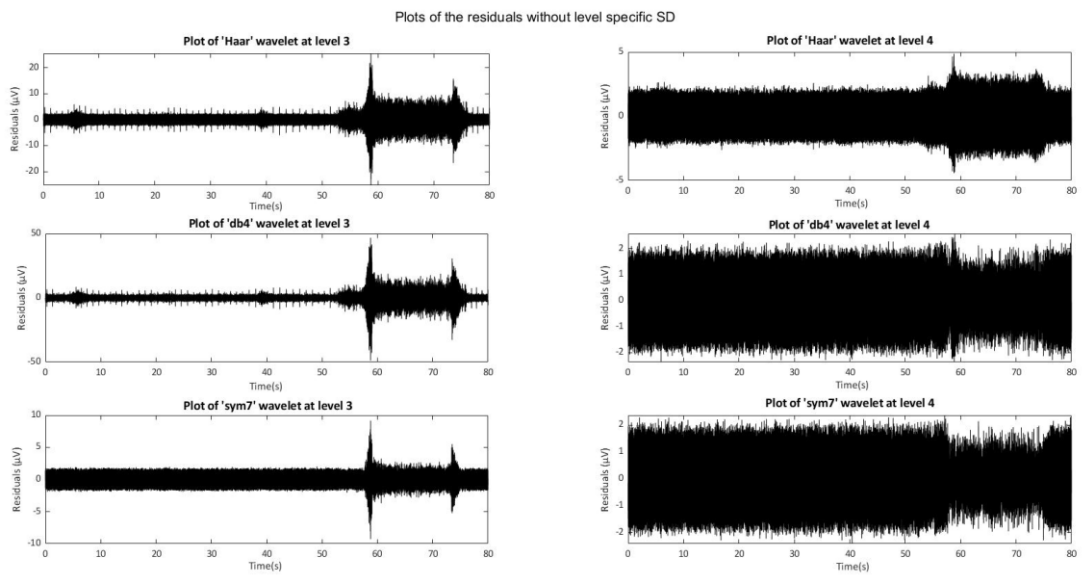 Plots of the residuals without level specific SD
Plot of 'Haar' wavelet at level 3
Residuals (µV)
20
10
0
-10
-20
0 10 20 30 40 50 60 70 80
Time(s)
Plot of 'db4' wavelet at level 3
Residuals (µV)
50
0
-50
0 10 20 30 40 50 60 70 80
Time(s)
Plot of 'sym7' wavelet at level 3
Residuals (µV)
10
5
0
-5
-10
0 10 20 30 40 50 60 70 80
Time(s)
Plot of 'Haar' wavelet at level 4
Residuals (µV)
5
0
-5
0 10 20 30 40 50 60 70 80
Time(s)
Plot of 'db4' wavelet at level 4
Residuals (µV)
2
1
0
-1
-2
0 10 20 30 40 50 60 70 80
Time(s)
Plot of 'sym7' wavelet at level 4
Residuals (µV)
2
1
0
-1
-2
0 10 20 30 40 50 60 70 80
Time(s)